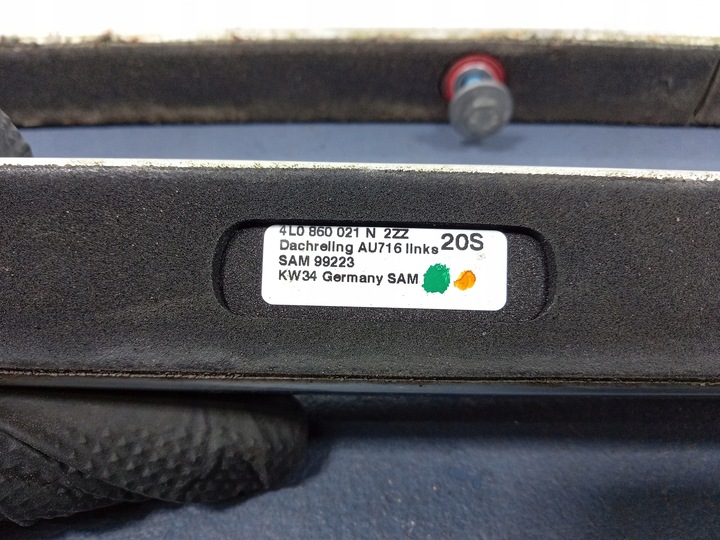 4L0 860 021 N 2ZZ
Dachreling AU716 links 20S
SAM 99223
KW34 Germany SAM